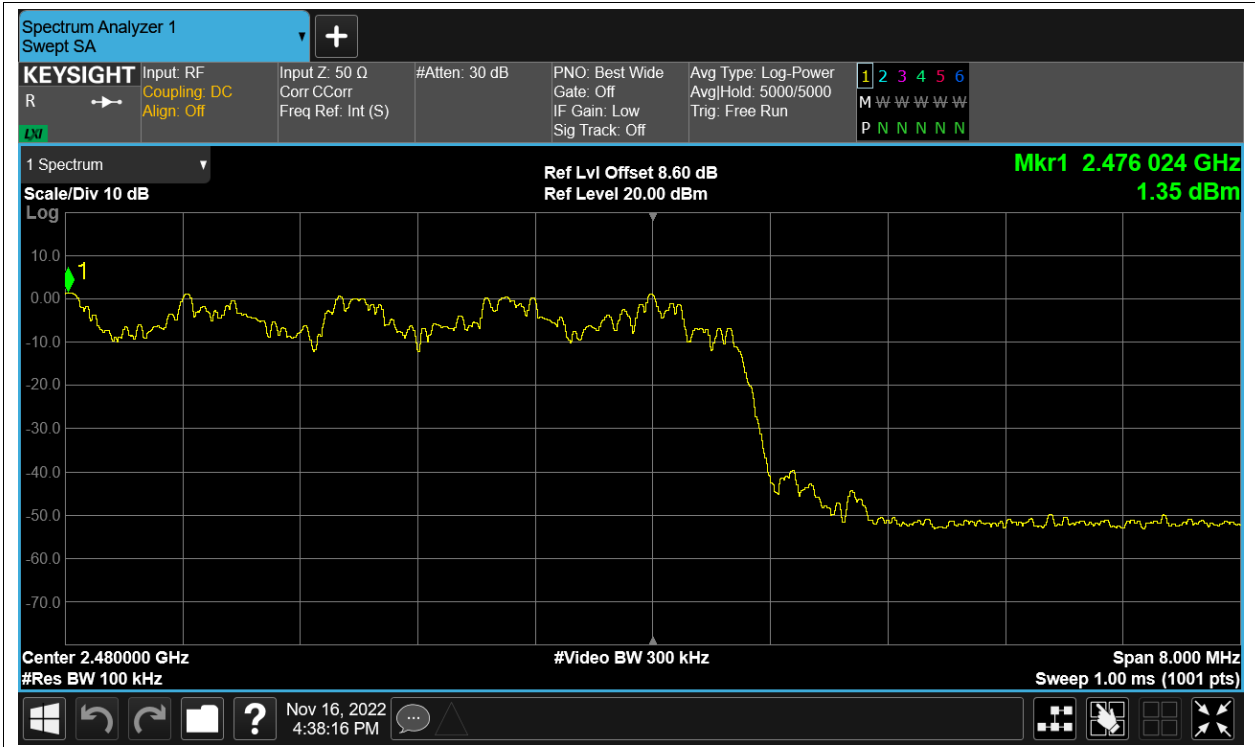 Spectrum Analyzer 1
Swept SA
+
KEYSIGHT
R
LXI
Input: RF
Coupling: DC
Align: Off
Input Z: 50 Ω
Corr CCorr
Freq Ref: Int (S)
#Atten: 30 dB
PNO: Best Wide
Gate: Off
IF Gain: Low
Sig Track: Off
Avg Type: Log-Power
Avg|Hold: 5000/5000
Trig: Free Run
1 2 3 4 5 6
M W W W W W
P N N N N N
1 Spectrum
Scale/Div 10 dB
Log
Ref Lvl Offset 8.60 dB
Ref Level 20.00 dBm
Mkr1 2.476 024 GHz
1.35 dBm
1
10.0
0.00
-10.0
-20.0
-30.0
-40.0
-50.0
-60.0
-70.0
Center 2.480000 GHz
#Res BW 100 kHz
#Video BW 300 kHz
Span 8.000 MHz
Sweep 1.00 ms (1001 pts)
?
Nov 16, 2022
4:38:16 PM